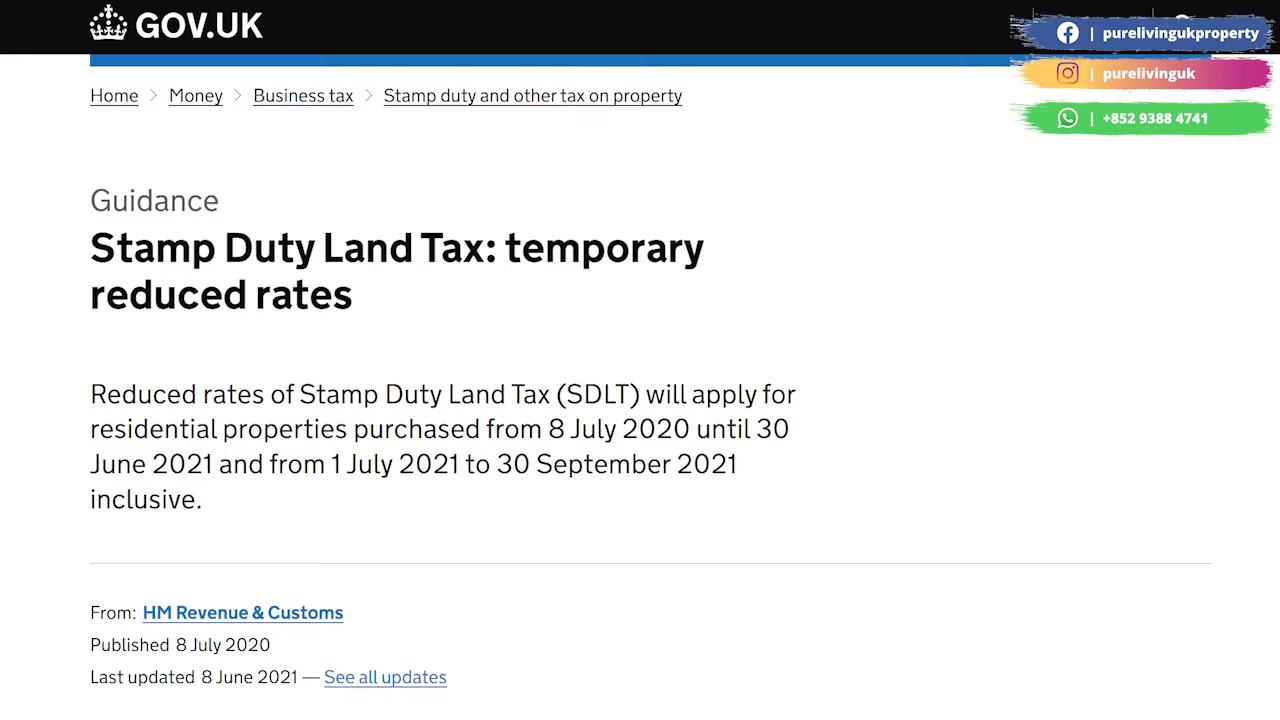 GOV.UK
| purelivingukproperty
| purelivinguk
| +852 9388 4741
Home > Money > Business tax > Stamp duty and other tax on property
Guidance
Stamp Duty Land Tax: temporary
reduced rates
Reduced rates of Stamp Duty Land Tax (SDLT) will apply for
residential properties purchased from 8 July 2020 until 30
June 2021 and from 1 July 2021 to 30 September 2021
inclusive.
From: HM Revenue & Customs
Published 8 July 2020
Last updated 8 June 2021 — See all updates